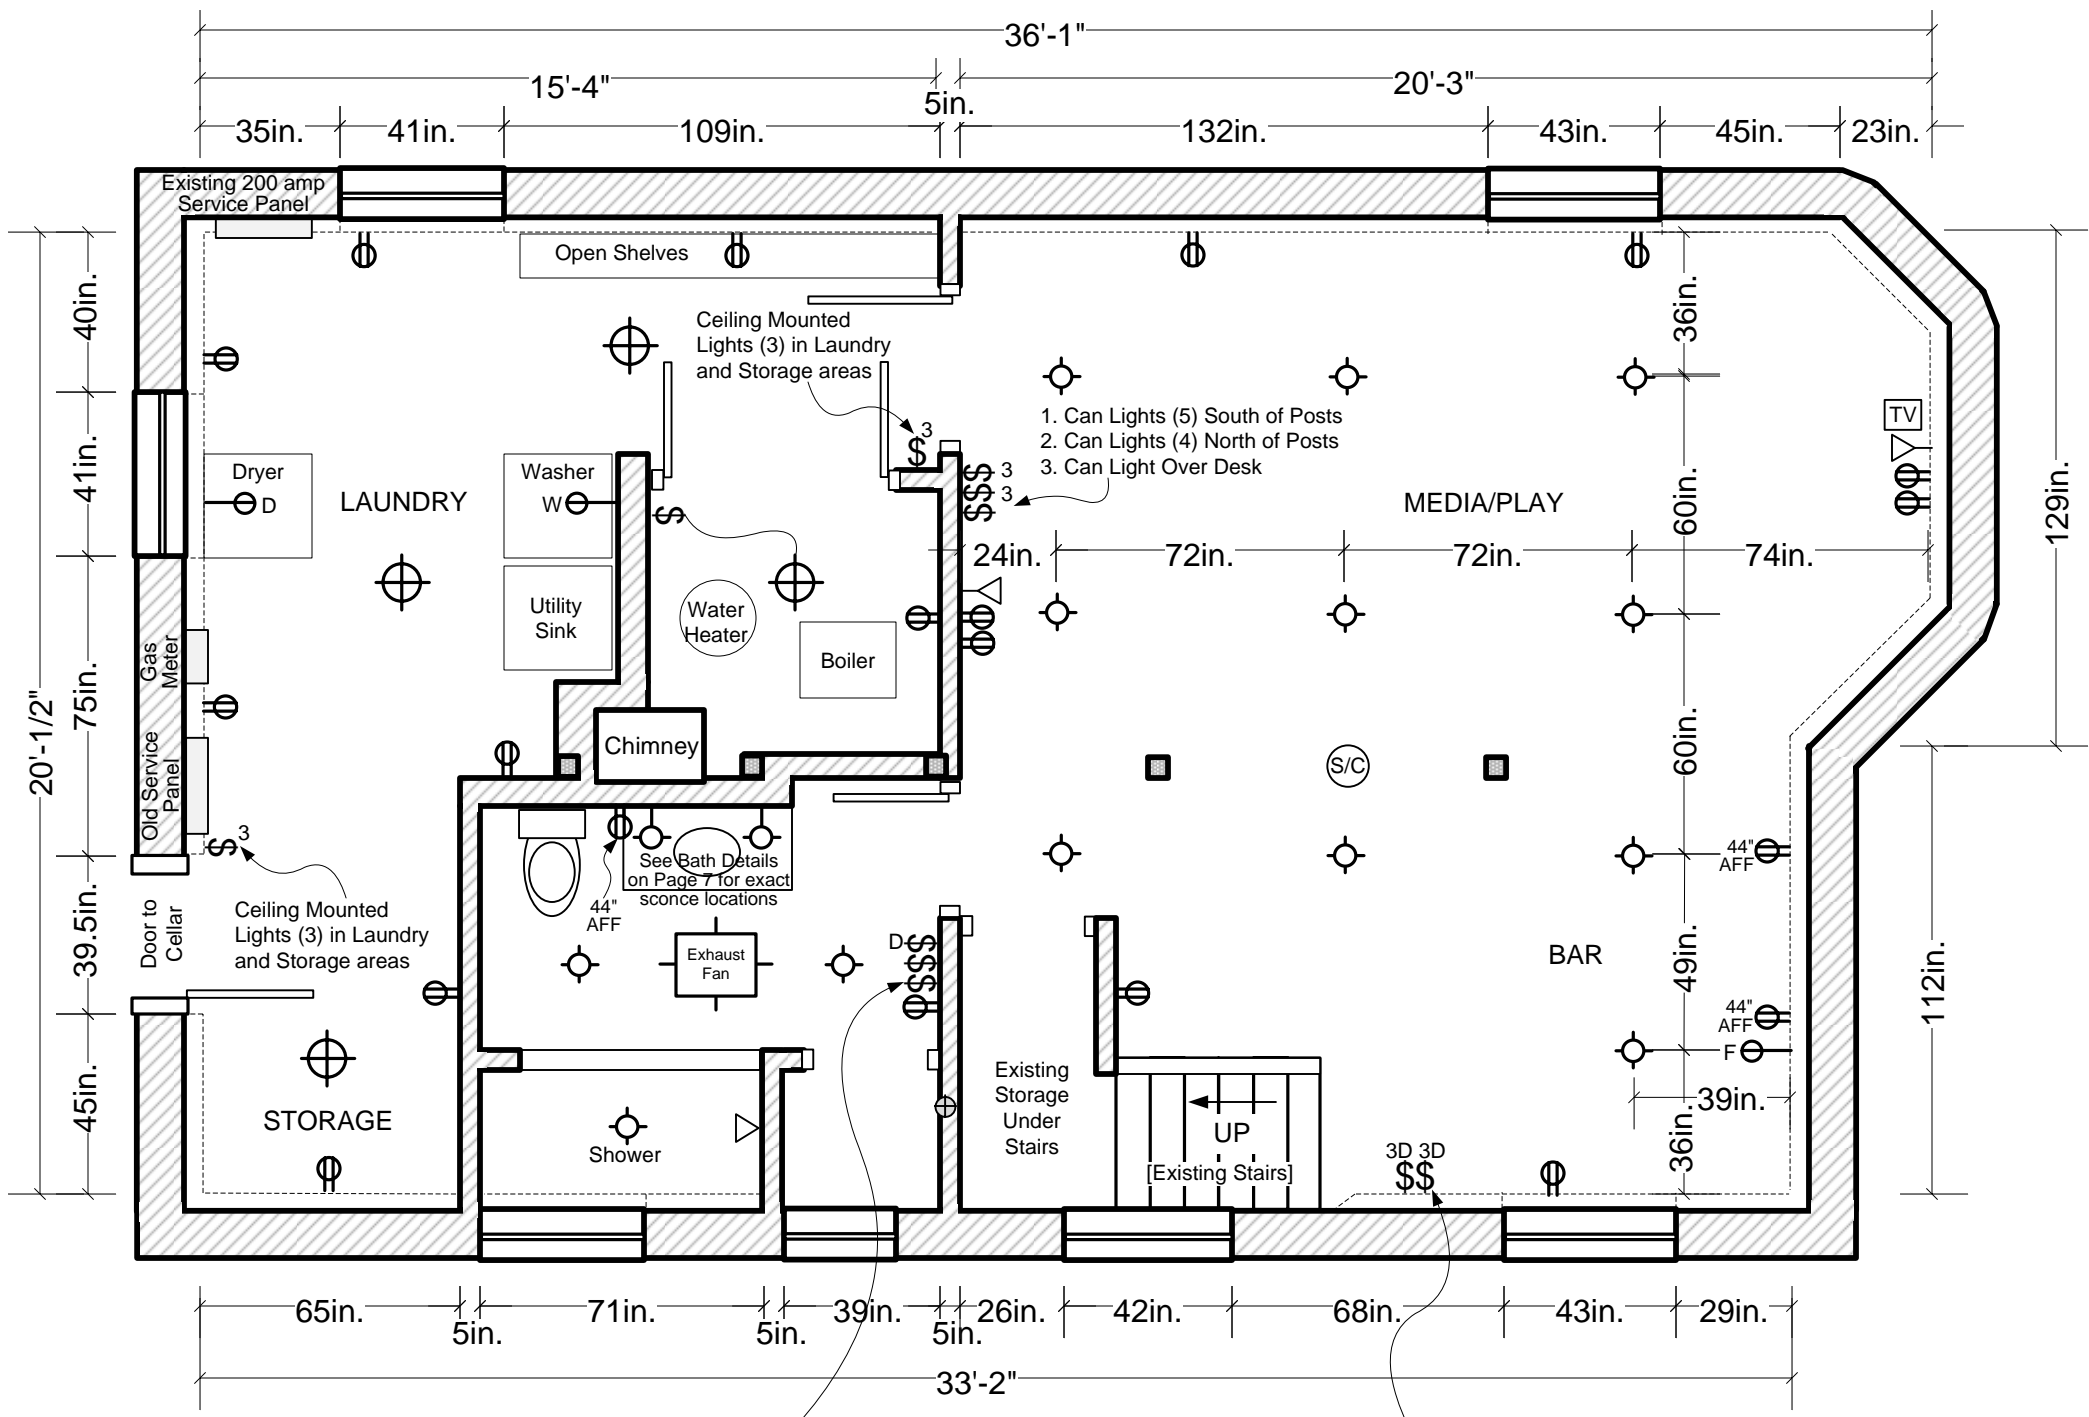 36'-1"
15'-4"
20'-3"
5in.
35in.
41in.
109in.
132in.
43in.
45in.
23in.
Existing 200 amp
Service Panel
Open Shelves
40in.
41in.
75in.
39.5in.
45in.
20'-1/2"
Ceiling Mounted
Lights (3) in Laundry
and Storage areas
3
$
1. Can Lights (5) South of Posts
2. Can Lights (4) North of Posts
3. Can Light Over Desk
$ 3
$ 3
$
36in.
60in.
60in.
49in.
36in.
TV
129in.
112in.
Dryer
D
LAUNDRY
Washer
W
$
MEDIA/PLAY
24in.
72in.
72in.
74in.
Utility
Sink
Water
Heater
Boiler
Gas
Meter
Chimney
S/C
Old Service
Panel
$ 3
Ceiling Mounted
Lights (3) in Laundry
and Storage areas
Door to
Cellar
See Bath Details
on Page 7 for exact
sconce locations
44"
AFF
Exhaust
Fan
D $
$
$
44"
AFF
BAR
44"
AFF
F
39in.
STORAGE
Shower
Existing
Storage
Under
Stairs
UP
[Existing Stairs]
3D 3D
$$
65in.
5in.
71in.
5in.
39in.
5in.
26in.
42in.
68in.
43in.
29in.
33'-2"